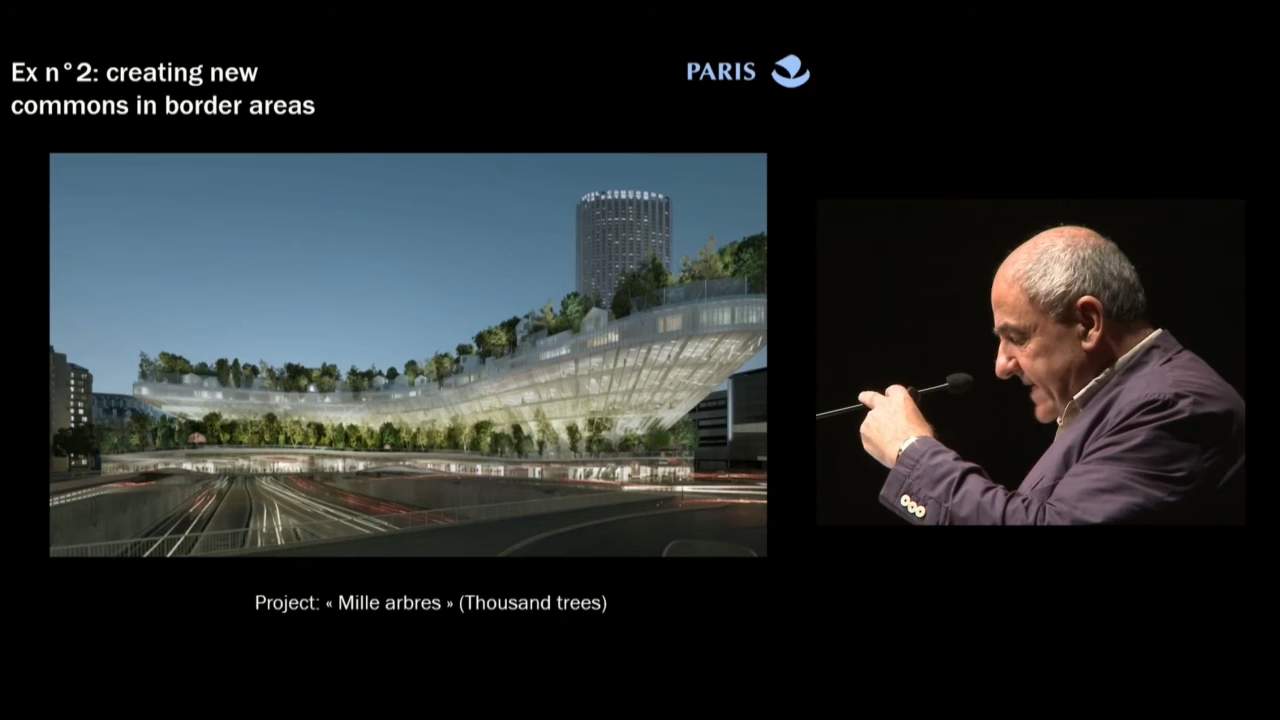 Ex n°2: creating new
commons in border areas
PARIS
Project: « Mille arbres » (Thousand trees)